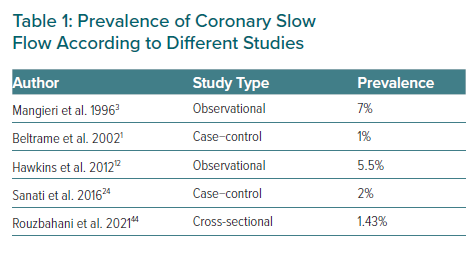 Table 1: Prevalence of Coronary Slow
Flow According to Different Studies
Author Study Type Prevalence
Mangieri et al. 1996³ Observational 7%
Beltrame et al. 2002¹ Case–control 1%
Hawkins et al. 2012¹² Observational 5.5%
Sanati et al. 2016²⁴ Case–control 2%
Rouzbahani et al. 2021⁴⁴ Cross-sectional 1.43%